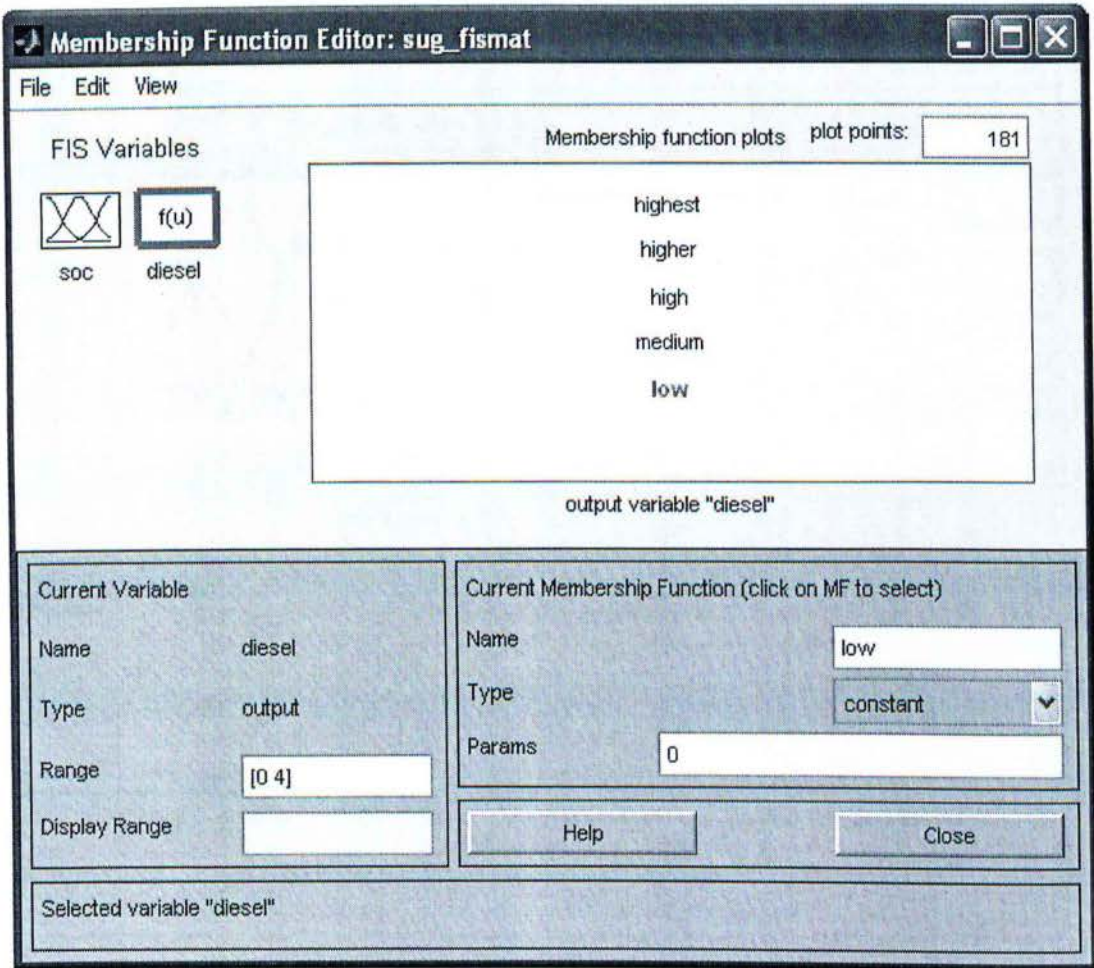 Membership Function Editor: sug_fismat
File Edit View
FIS Variables
f(u)
soc diesel
Membership function plots plot points: 181
highest
higher
high
medium
low
output variable "diesel"
Current Variable
Name diesel
Type output
Range [0 4]
Display Range
Current Membership Function (click on MF to select)
Name low
Type constant
Params 0
Help Close
Selected variable "diesel"